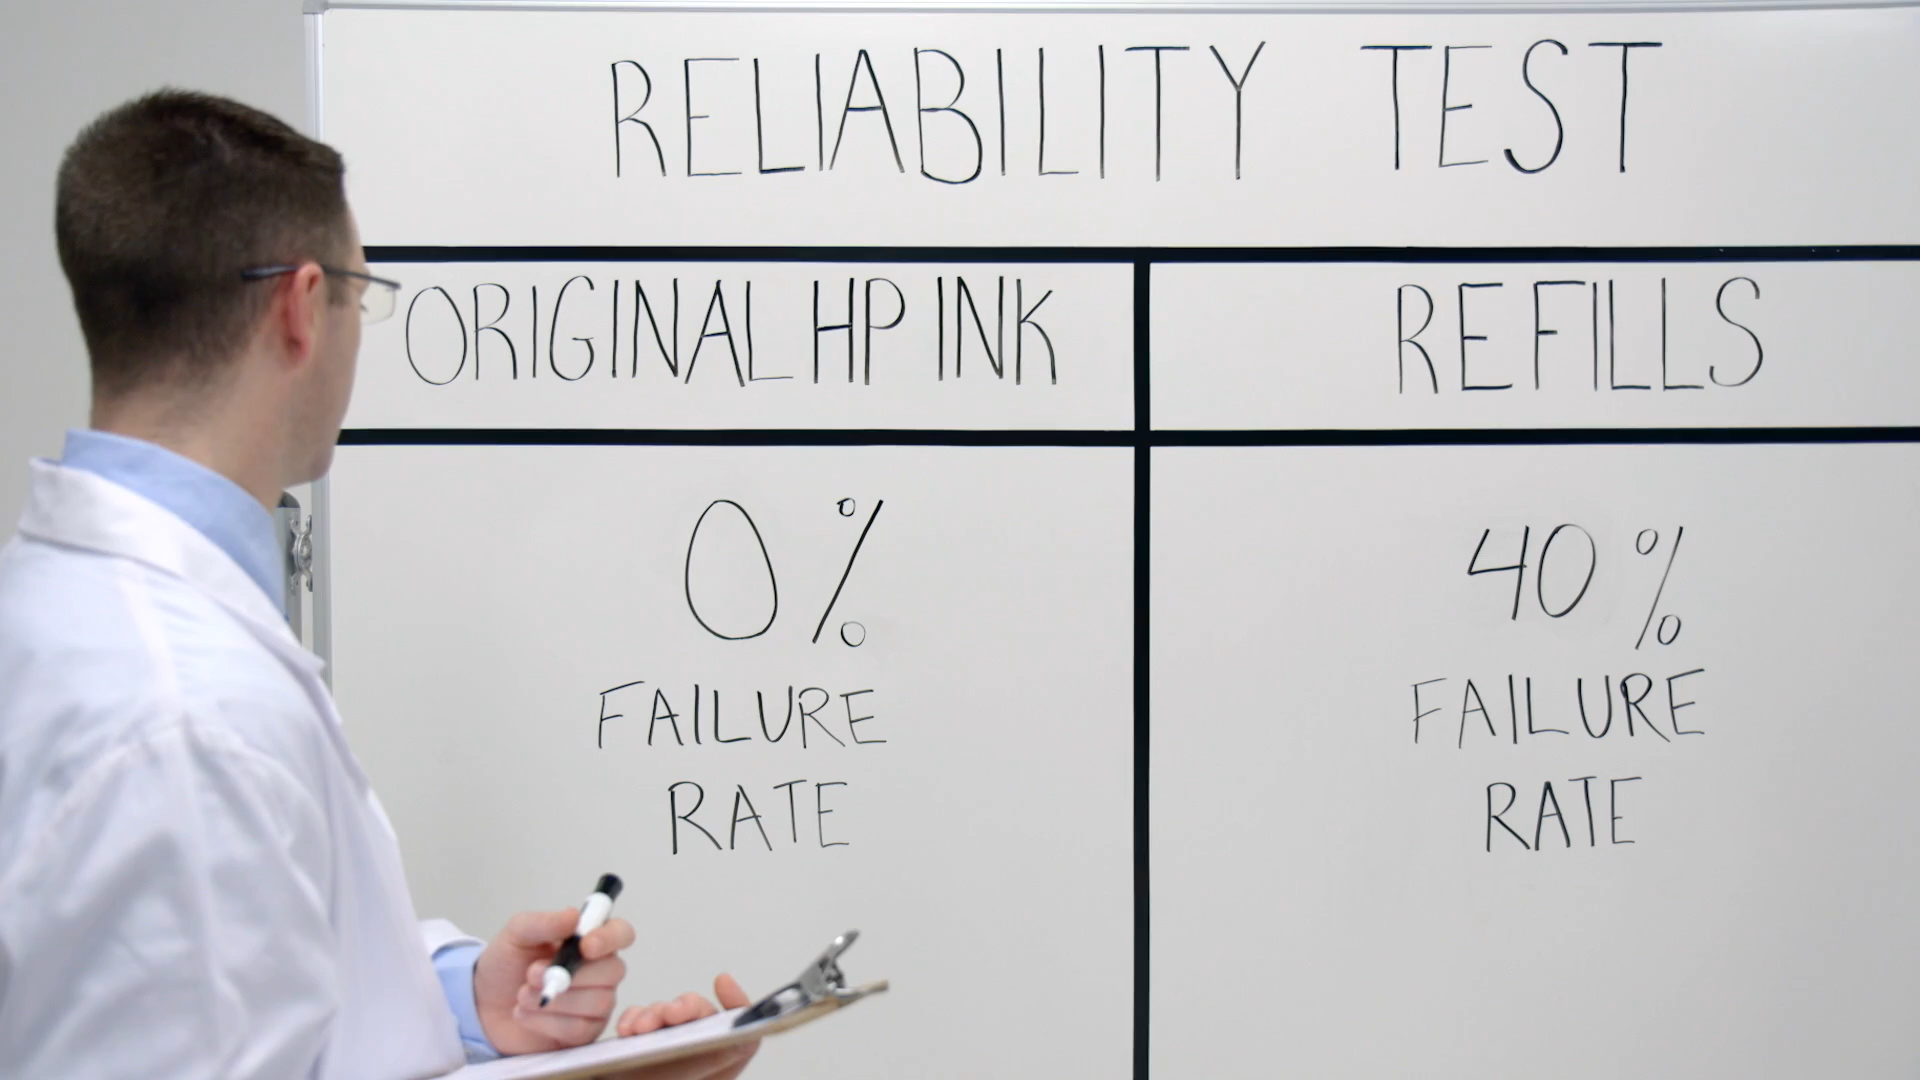 RELIABILITY TEST
ORIGINAL HP INK
REFILLS
0%
FAILURE
RATE
40%
FAILURE
RATE